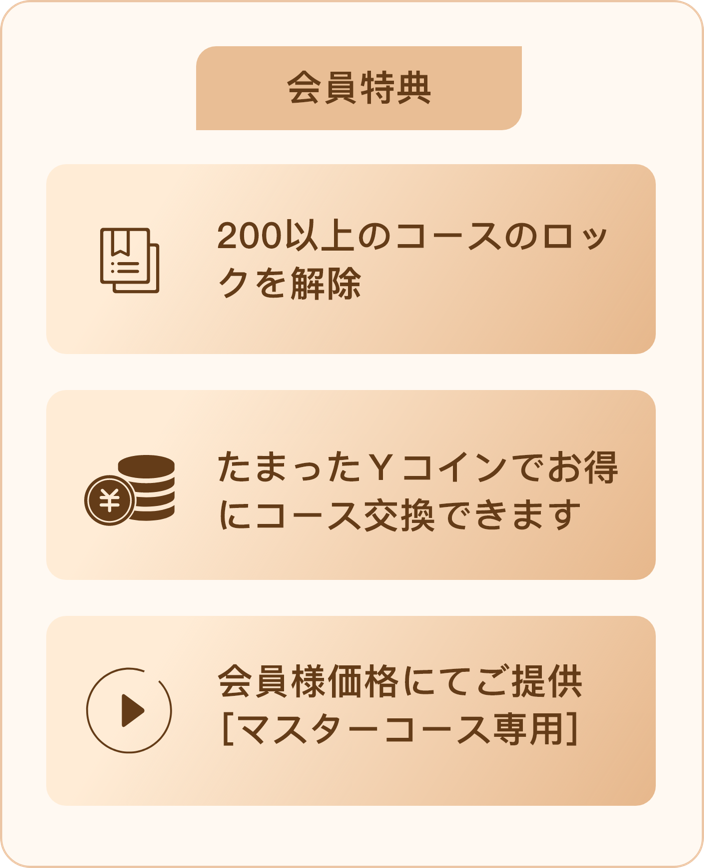 会員特典
200以上のコースのロッ
クを解除
たまったＹコインでお得
にコース交換できます
会員様価格にてご提供
[マスターコース専用]